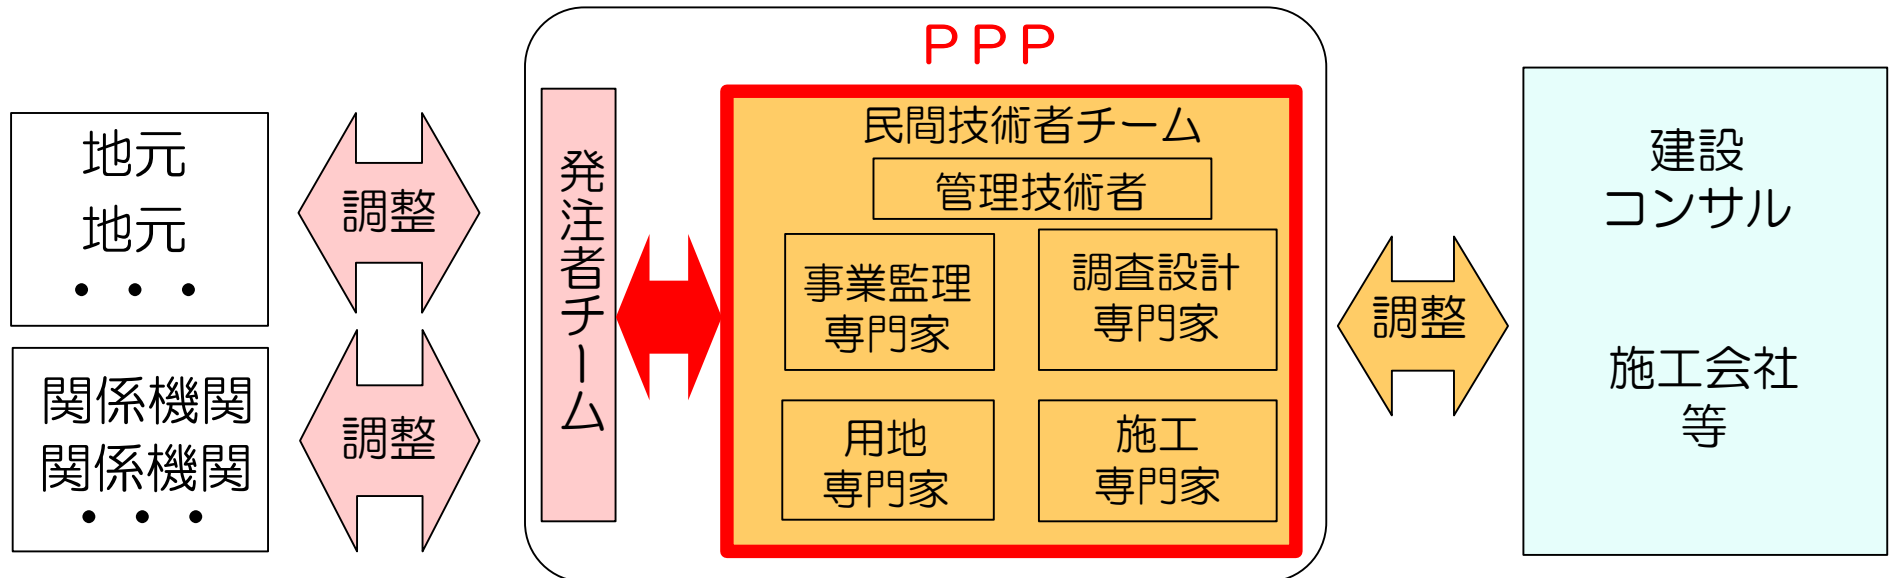 PPP
地元
地元
・・・
調整
関係機関
関係機関
・・・
調整
発注者チーム
民間技術者チーム
管理技術者
事業監理
専門家
調査設計
専門家
用地
専門家
施工
専門家
調整
建設
コンサル
施工会社
等